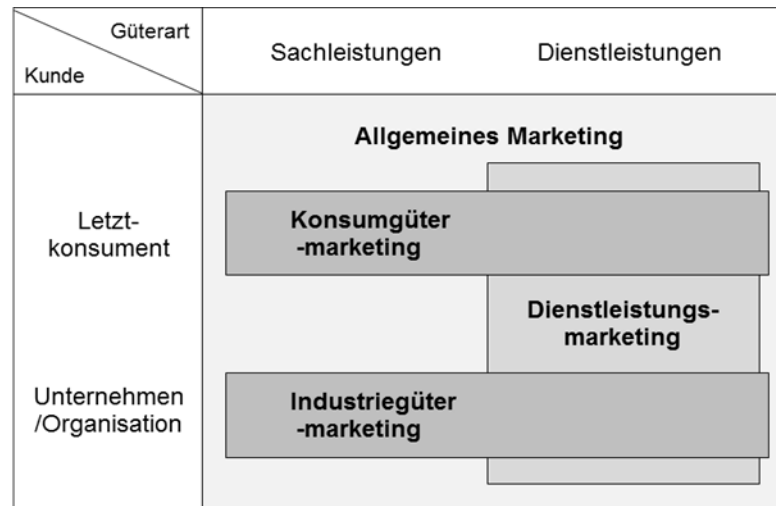 Güterart
Kunde
Sachleistungen
Dienstleistungen
Allgemeines Marketing
Letzt-
konsument
Konsumgüter
-marketing
Dienstleistungs-
marketing
Unternehmen
/Organisation
Industriegüter
-marketing